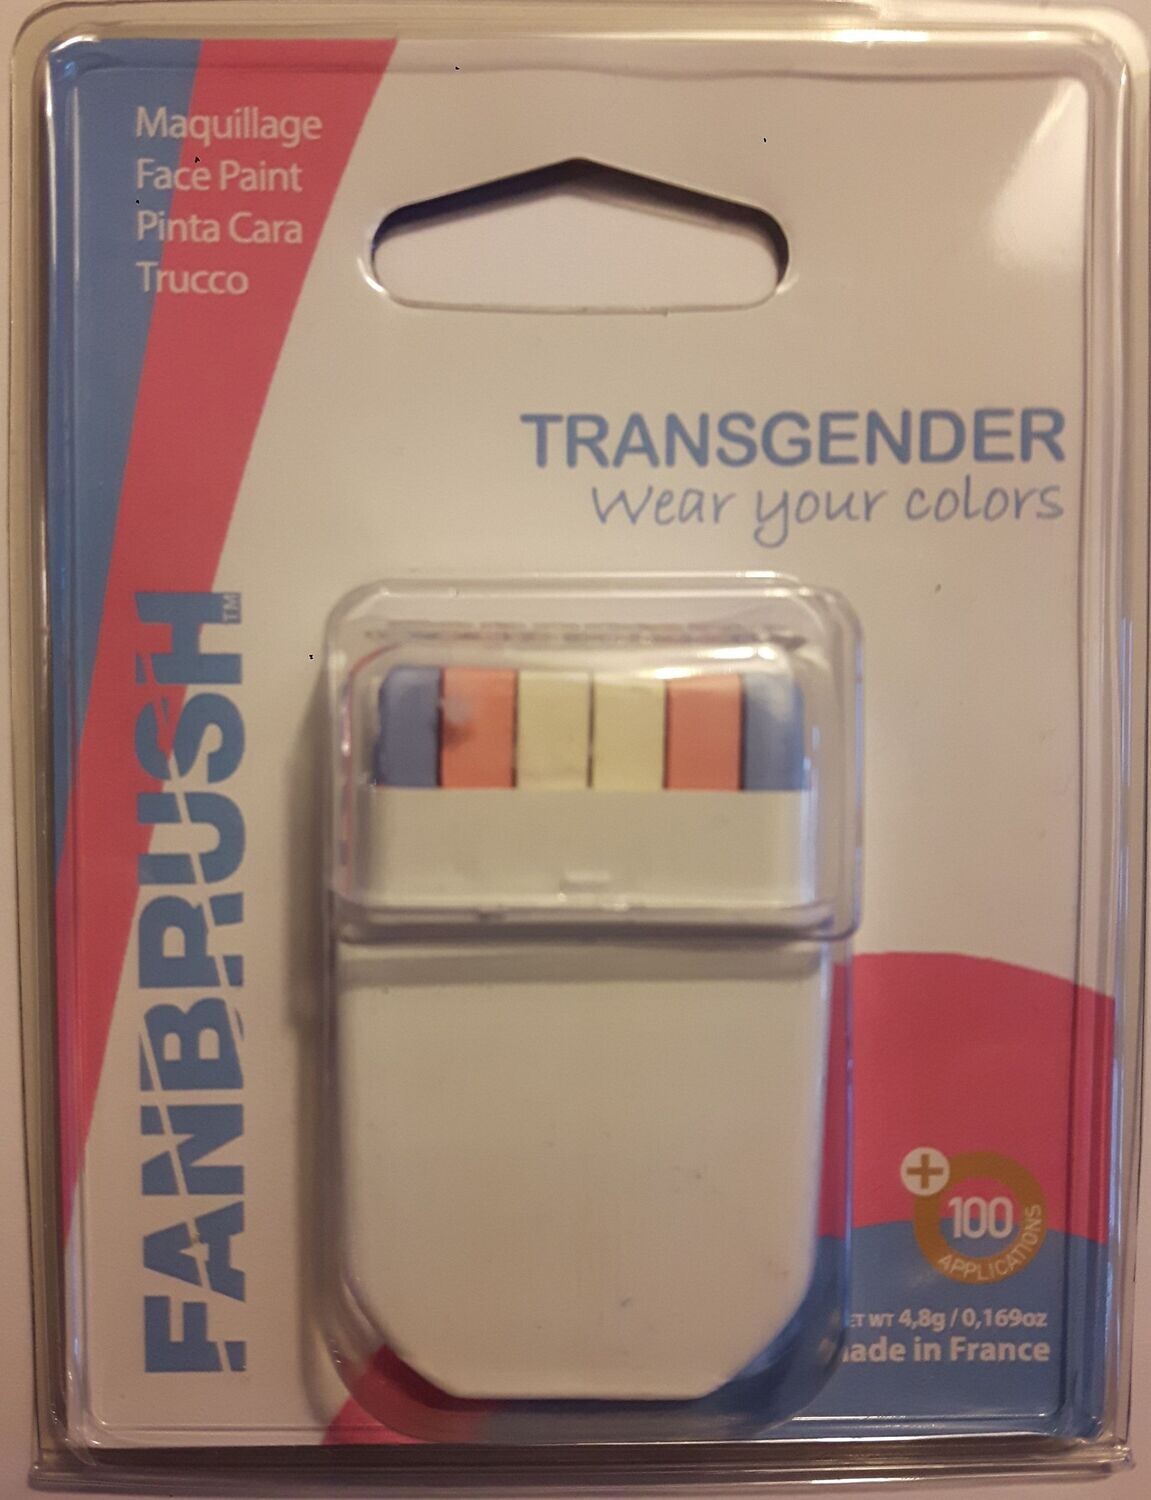 Maquillage
Face Paint
Pinta Cara
Trucco
TRANSGENDER
Wear your colors
FANBRUSH™
+
100
APPLICATIONS
WT 4,8g / 0,169oz
in France